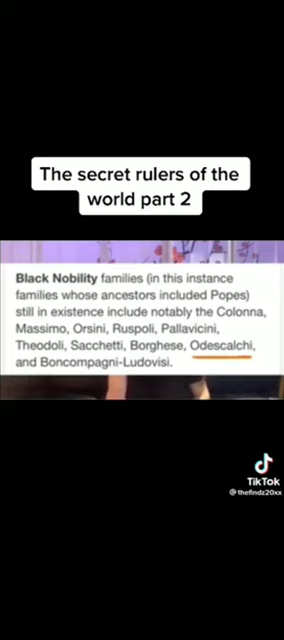 The secret rulers of the
world part 2
Black Nobility families (in this instance
families whose ancestors included Popes)
still in existence include notably the Colonna,
Massimo, Orsini, Ruspoli, Pallavicini,
Theodoli, Sacchetti, Borghese, Odescalchi,
and Boncompagni-Ludovisi.
TikTok
@thefindz20xx